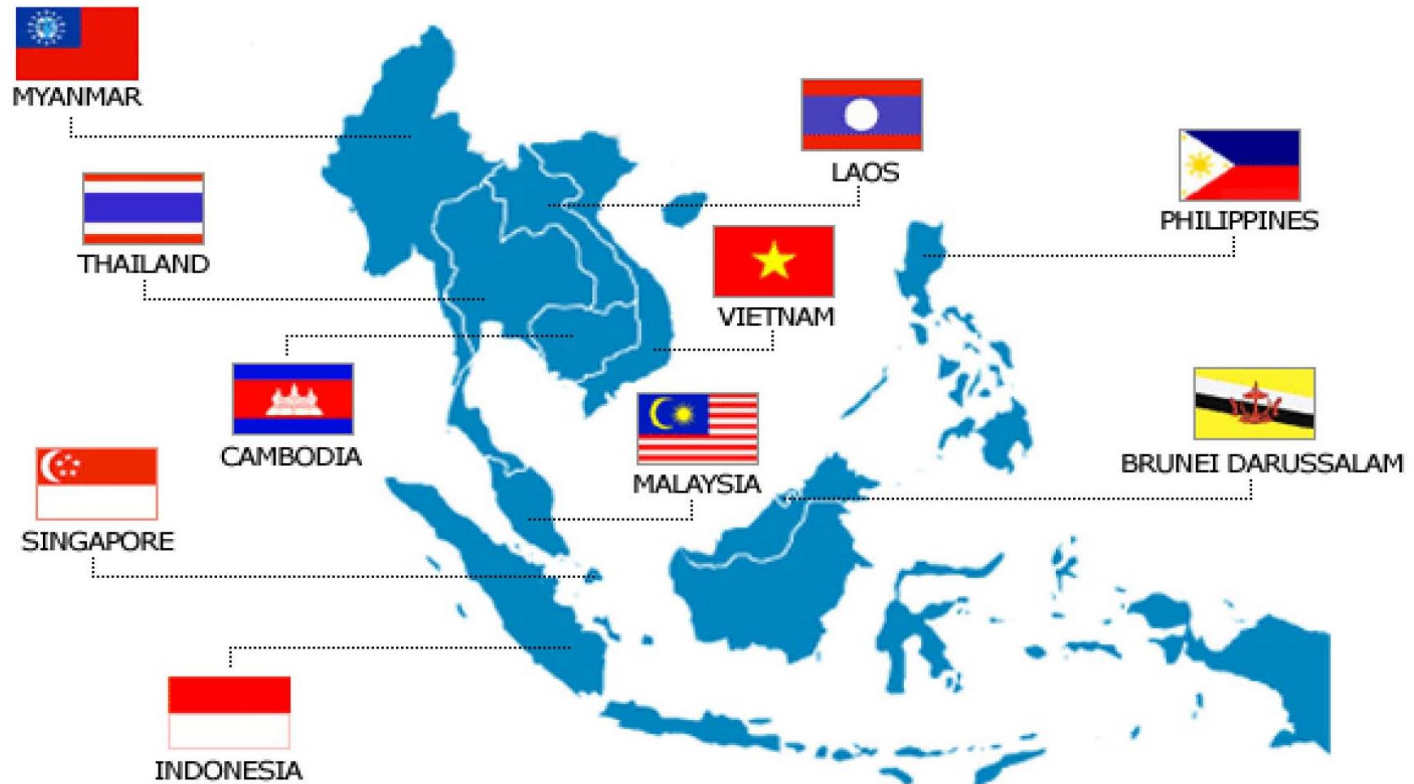 MYANMAR
LAOS
PHILIPPINES
THAILAND
VIETNAM
CAMBODIA
MALAYSIA
BRUNEI DARUSSALAM
SINGAPORE
INDONESIA